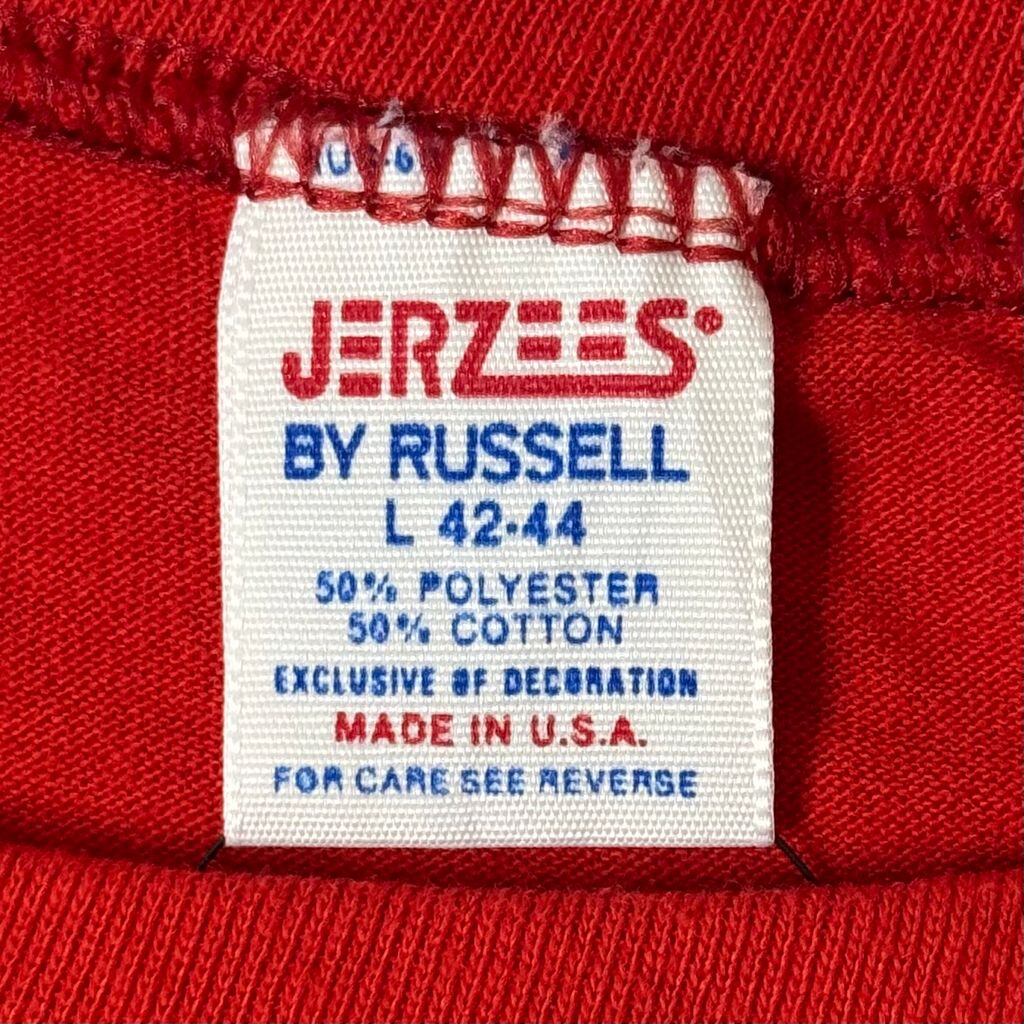 JERZEES®
BY RUSSELL
L 42-44
50% POLYESTER
50% COTTON
EXCLUSIVE OF DECORATION
MADE IN U.S.A.
FOR CARE SEE REVERSE